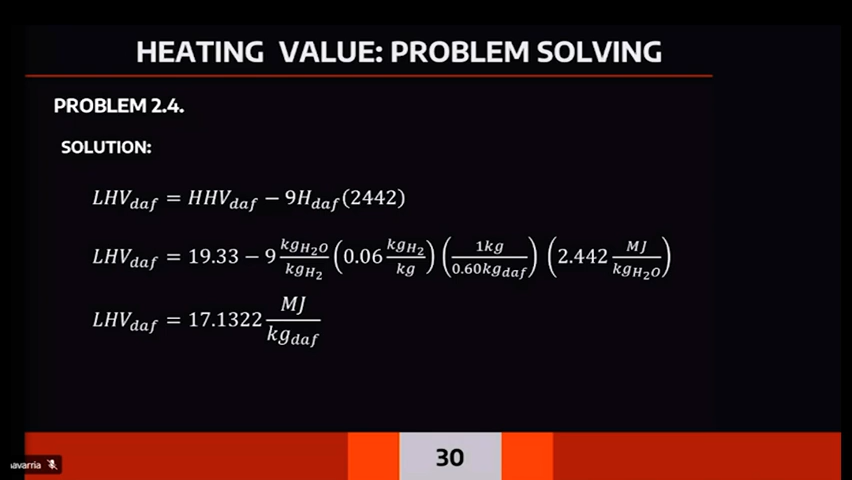 HEATING VALUE: PROBLEM SOLVING
PROBLEM 2.4.
SOLUTION:
LHV_daf = HHV_daf − 9H_daf(2442)
LHV_daf = 19.33 − 9 kg_H₂O/kg_H₂ (0.06 kg_H₂/kg) (1kg/0.60kg_daf) (2.442 MJ/kg_H₂O)
LHV_daf = 17.1322 MJ/kg_daf
30
avarria